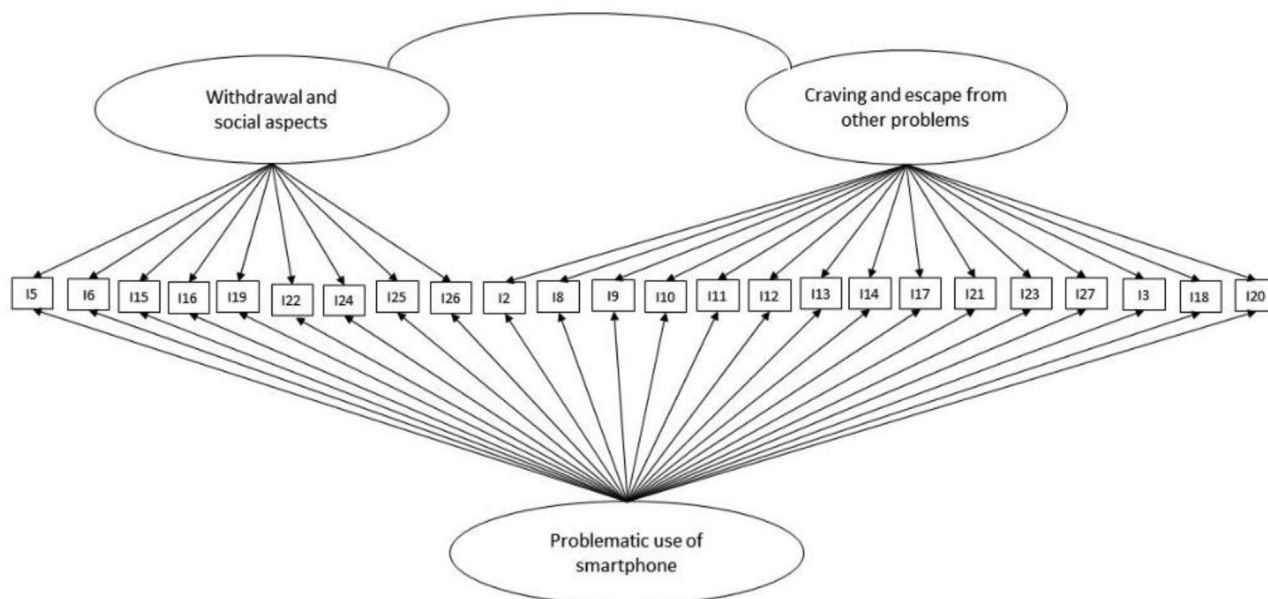 Withdrawal and
social aspects
Craving and escape from
other problems
I5 I6 I15 I16 I19 I22 I24 I25 I26 I2 I8 I9 I10 I11 I12 I13 I14 I17 I21 I23 I27 I3 I18 I20
Problematic use of
smartphone